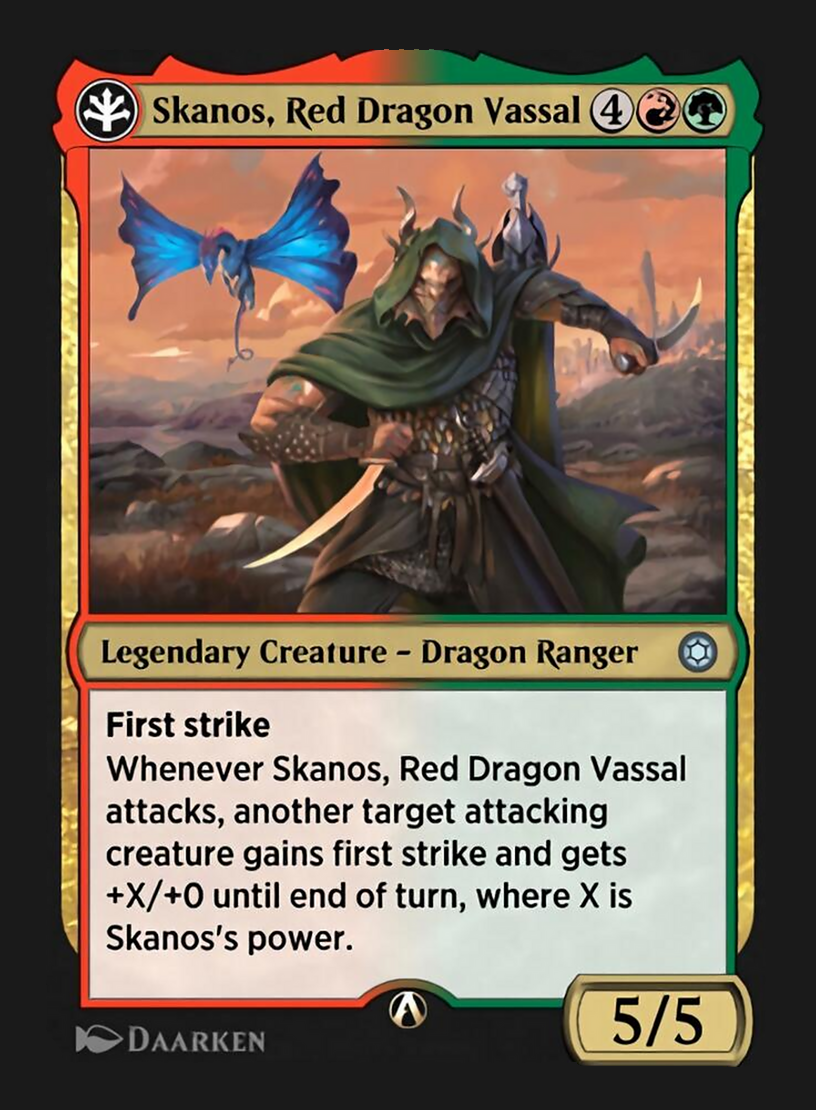 Skanos, Red Dragon Vassal 4
Legendary Creature – Dragon Ranger
First strike
Whenever Skanos, Red Dragon Vassal
attacks, another target attacking
creature gains first strike and gets
+X/+0 until end of turn, where X is
Skanos's power.
5/5
DAARKEN